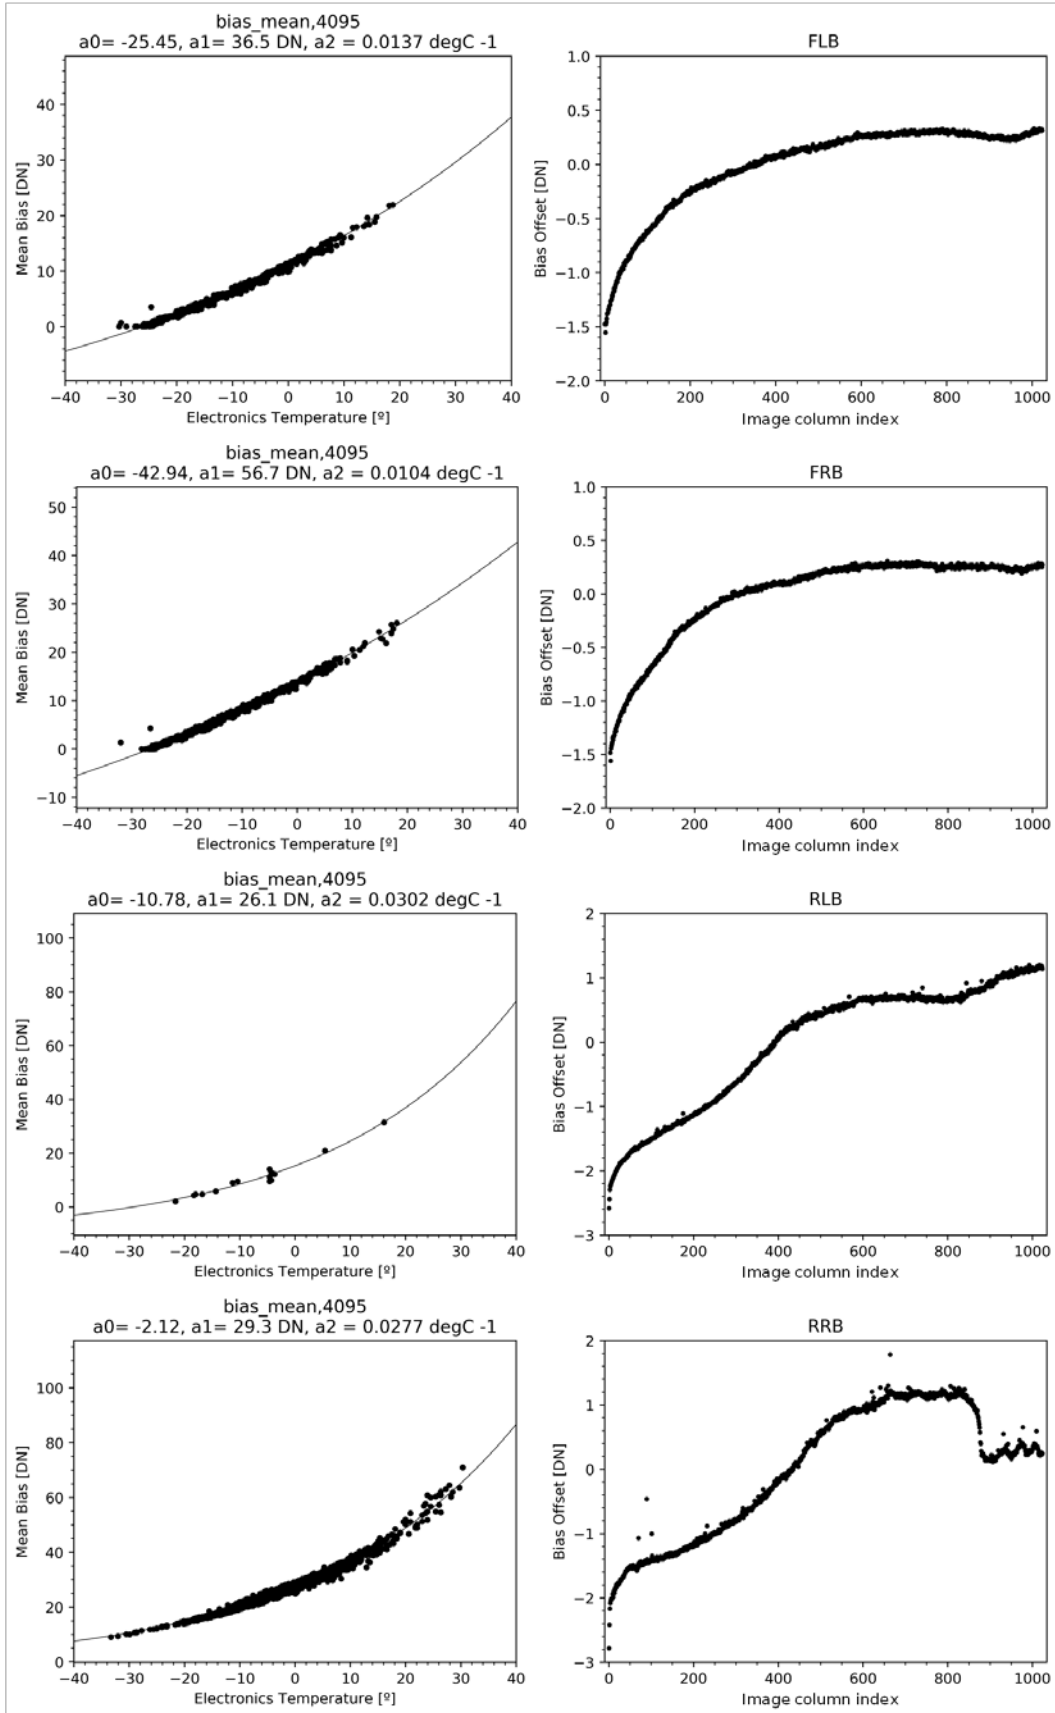 bias_mean,4095
a0= -25.45, a1= 36.5 DN, a2 = 0.0137 degC -1
Mean Bias [DN]
40
30
20
10
0
−40 −30 −20 −10 0 10 20 30 40
Electronics Temperature [º]
FLB
Bias Offset [DN]
1.0
0.5
0.0
−0.5
−1.0
−1.5
−2.0
0 200 400 600 800 1000
Image column index
bias_mean,4095
a0= -42.94, a1= 56.7 DN, a2 = 0.0104 degC -1
Mean Bias [DN]
50
40
30
20
10
0
−10
−40 −30 −20 −10 0 10 20 30 40
Electronics Temperature [º]
FRB
Bias Offset [DN]
1.0
0.5
0.0
−0.5
−1.0
−1.5
−2.0
0 200 400 600 800 1000
Image column index
bias_mean,4095
a0= -10.78, a1= 26.1 DN, a2 = 0.0302 degC -1
Mean Bias [DN]
100
80
60
40
20
0
−40 −30 −20 −10 0 10 20 30 40
Electronics Temperature [º]
RLB
Bias Offset [DN]
2
1
0
−1
−2
−3
0 200 400 600 800 1000
Image column index
bias_mean,4095
a0= -2.12, a1= 29.3 DN, a2 = 0.0277 degC -1
Mean Bias [DN]
100
80
60
40
20
0
−40 −30 −20 −10 0 10 20 30 40
Electronics Temperature [º]
RRB
Bias Offset [DN]
2
1
0
−1
−2
−3
0 200 400 600 800 1000
Image column index